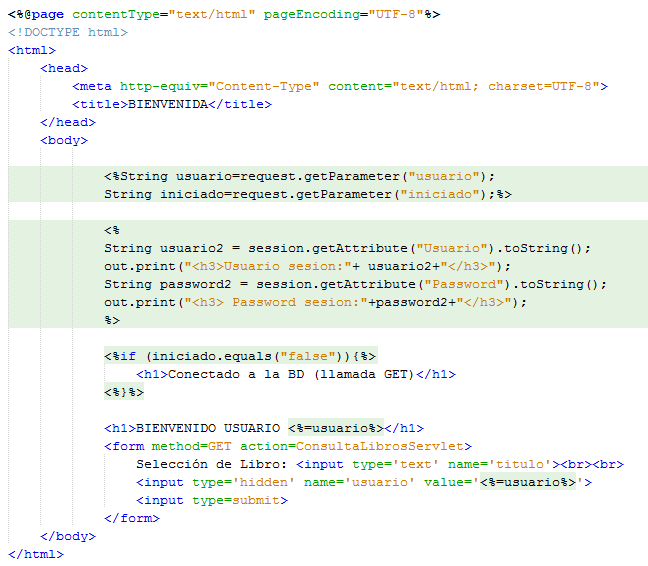 <%@page contentType="text/html" pageEncoding="UTF-8"%>
<!DOCTYPE html>
<html>
    <head>
        <meta http-equiv="Content-Type" content="text/html; charset=UTF-8">
        <title>BIENVENIDA</title>
    </head>
    <body>
            <%String usuario=request.getParameter("usuario");
            String iniciado=request.getParameter("iniciado");%>
            <%
            String usuario2 = session.getAttribute("Usuario").toString();
            out.print("<h3>Usuario sesion:"+ usuario2+"</h3>");
            String password2 = session.getAttribute("Password").toString();
            out.print("<h3> Password sesion:"+password2+"</h3>");
            %>
            <%if (iniciado.equals("false")){%>
                <h1>Conectado a la BD (llamada GET)</h1>
            <%}%>
            <h1>BIENVENIDO USUARIO <%=usuario%></h1>
            <form method=GET action=ConsultaLibrosServlet>
                Selección de Libro: <input type='text' name='titulo'><br><br>
                <input type='hidden' name='usuario' value='<%=usuario%>'>
                <input type=submit>
            </form>
    </body>
</html>